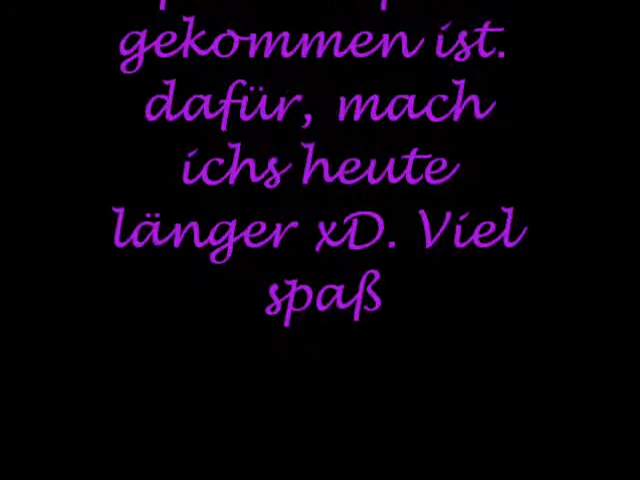 gekommen ist.
dafür, mach
ichs heute
länger xD. Viel
spaß